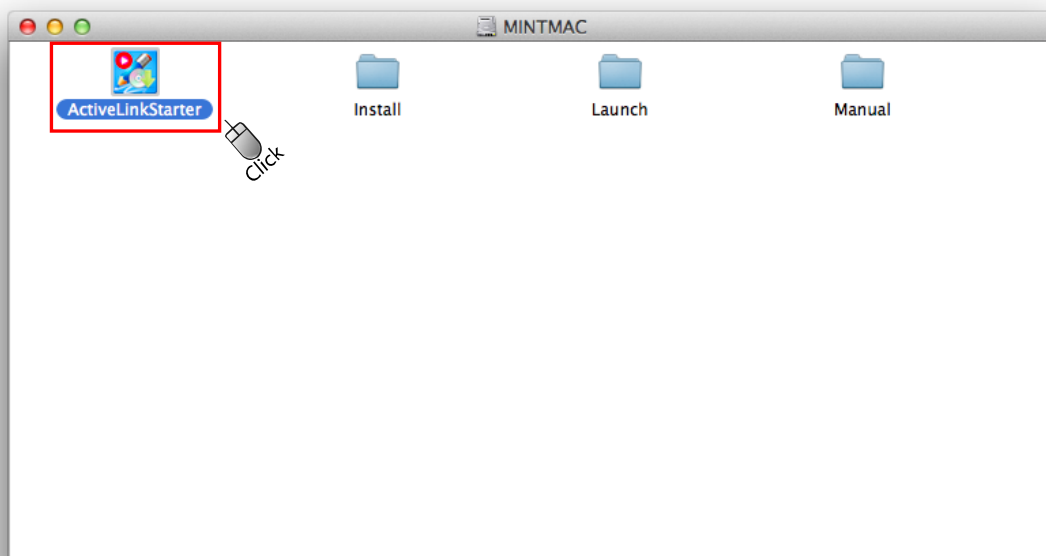 MINTMAC
ActiveLinkStarter
Install
Launch
Manual
Click